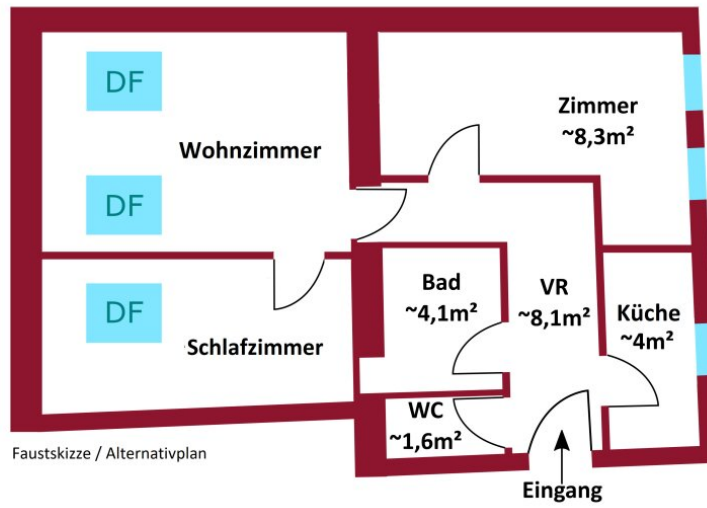 DF
Zimmer
~8,3m²
Wohnzimmer
DF
Bad
~4,1m²
VR
~8,1m²
Küche
~4m²
DF
Schlafzimmer
WC
~1,6m²
Faustskizze / Alternativplan
Eingang